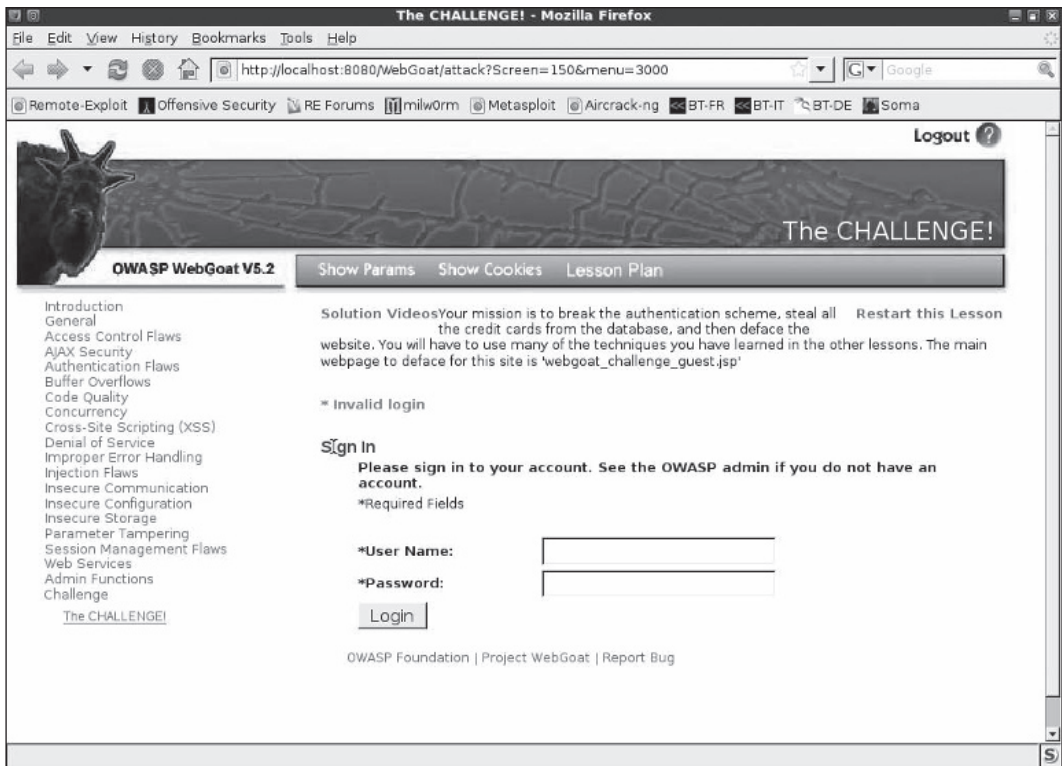 The CHALLENGE! - Mozilla Firefox
File Edit View History Bookmarks Tools Help
http://localhost:8080/WebGoat/attack?Screen=150&menu=3000
G Google
Remote-Exploit Offensive Security RE Forums milw0rm Metasploit Aircrack-ng BT-FR BT-IT BT-DE Soma
Logout ?
The CHALLENGE!
OWASP WebGoat V5.2
Show Params Show Cookies Lesson Plan
Introduction
General
Access Control Flaws
AJAX Security
Authentication Flaws
Buffer Overflows
Code Quality
Concurrency
Cross-Site Scripting (XSS)
Denial of Service
Improper Error Handling
Injection Flaws
Insecure Communication
Insecure Configuration
Insecure Storage
Parameter Tampering
Session Management Flaws
Web Services
Admin Functions
Challenge
The CHALLENGE!
Solution Videos Your mission is to break the authentication scheme, steal all Restart this Lesson
the credit cards from the database, and then deface the
website. You will have to use many of the techniques you have learned in the other lessons. The main
webpage to deface for this site is 'webgoat_challenge_guest.jsp'
* Invalid login
Sign In
Please sign in to your account. See the OWASP admin if you do not have an
account.
*Required Fields
*User Name:
*Password:
Login
OWASP Foundation | Project WebGoat | Report Bug
S